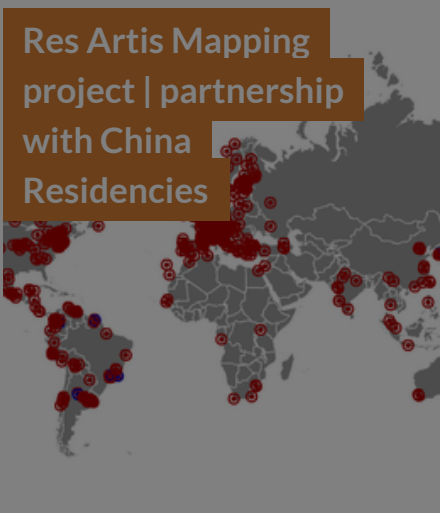 Res Artis Mapping
project | partnership
with China
Residencies